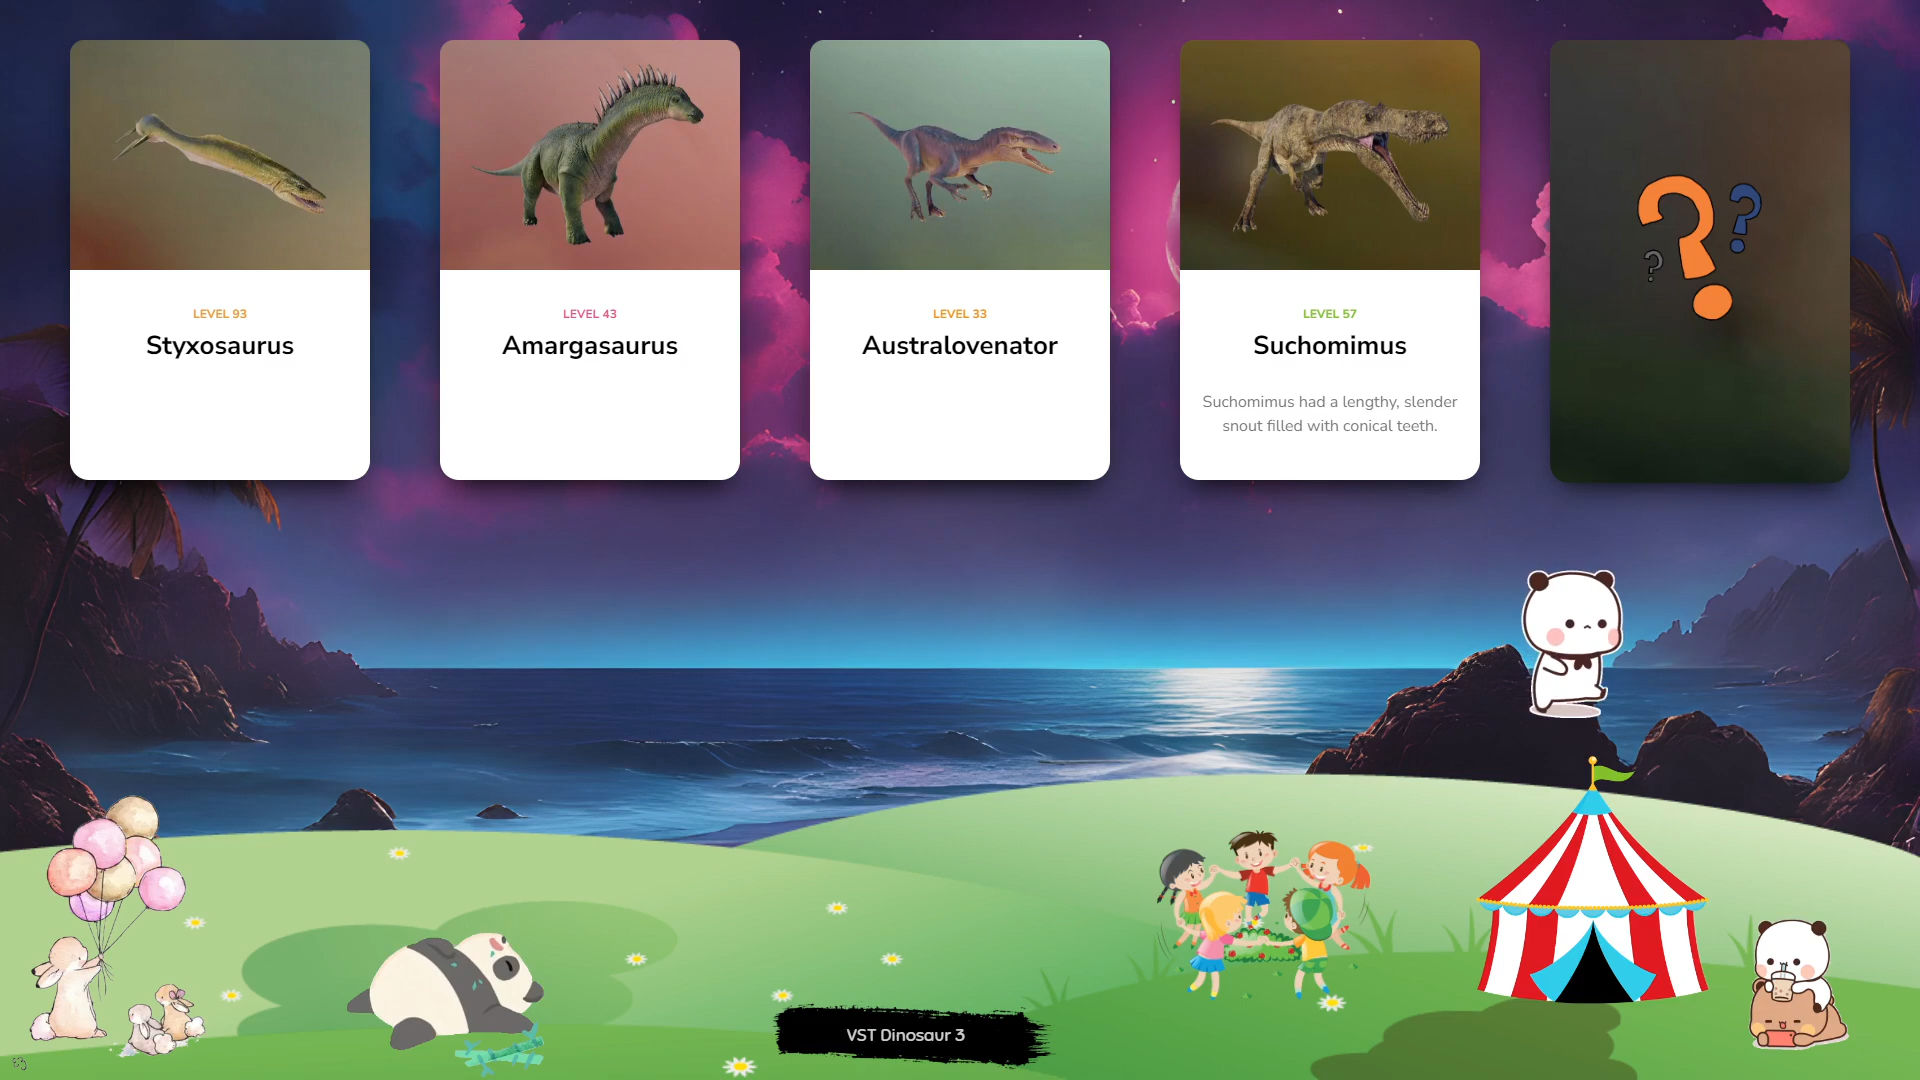 LEVEL 93
Styxosaurus
LEVEL 43
Amargasaurus
LEVEL 33
Australovenator
LEVEL 57
Suchomimus
Suchomimus had a lengthy, slender
snout filled with conical teeth.
? ? ?
VST Dinosaur 3